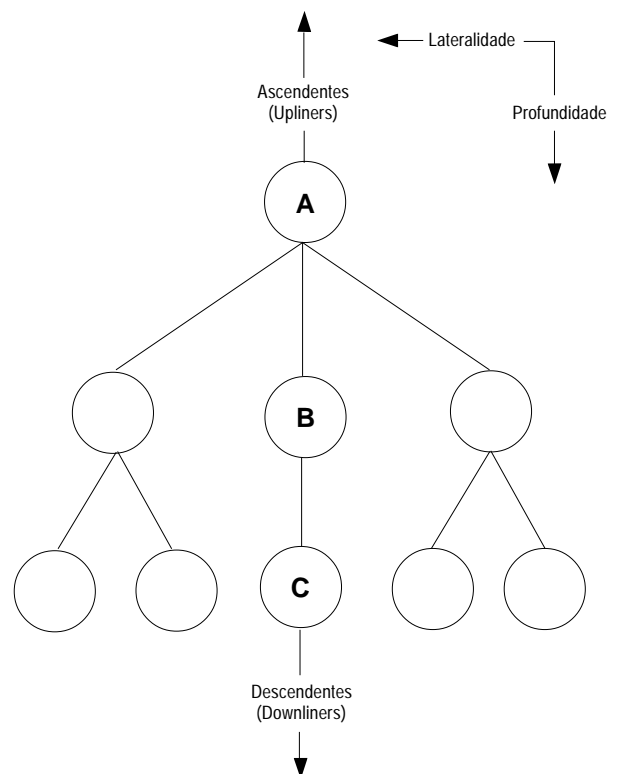 Lateralidade
Ascendentes
(Upliners)
Profundidade
A
B
C
Descendentes
(Downliners)